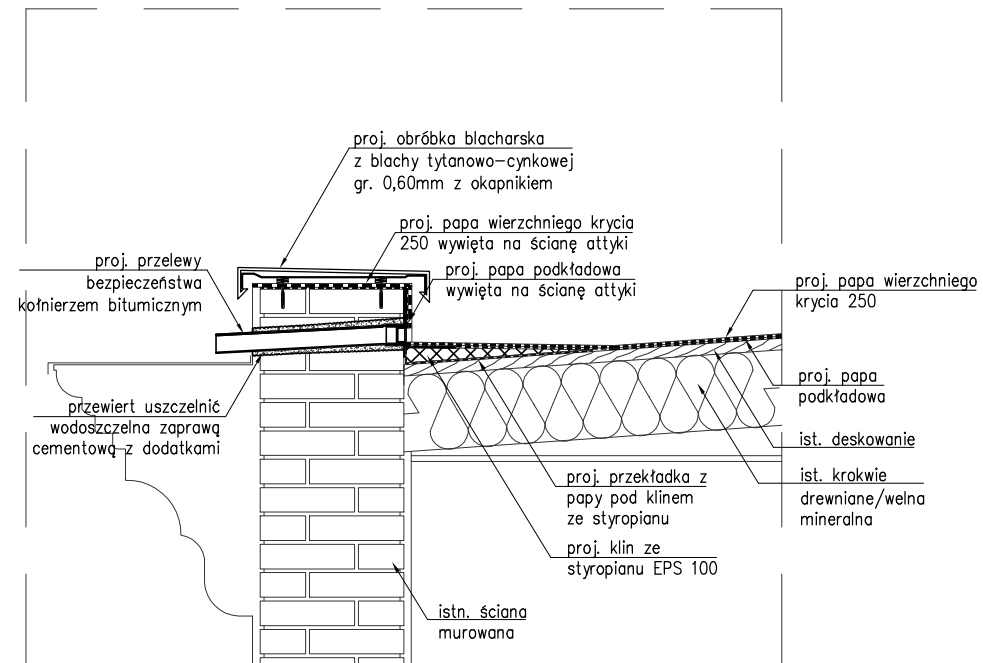 proj. obróbka blacharska
z blachy tytanowo-cynkowej
gr. 0,60mm z okapnikiem
proj. papa wierzchniego krycia
250 wywięta na ścianę attyki
proj. przelewy
bezpieczeństwa
kołnierzem bitumicznym
proj. papa podkładowa
wywięta na ścianę attyki
proj. papa wierzchniego
krycia 250
proj. papa
podkładowa
przewiert uszczelnić
wodoszczelna zaprawą
cementową z dodatkami
ist. deskowanie
ist. krokwie
drewniane/welna
mineralna
proj. przekładka z
papy pod klinem
ze styropianu
proj. klin ze
styropianu EPS 100
istn. ściana
murowana